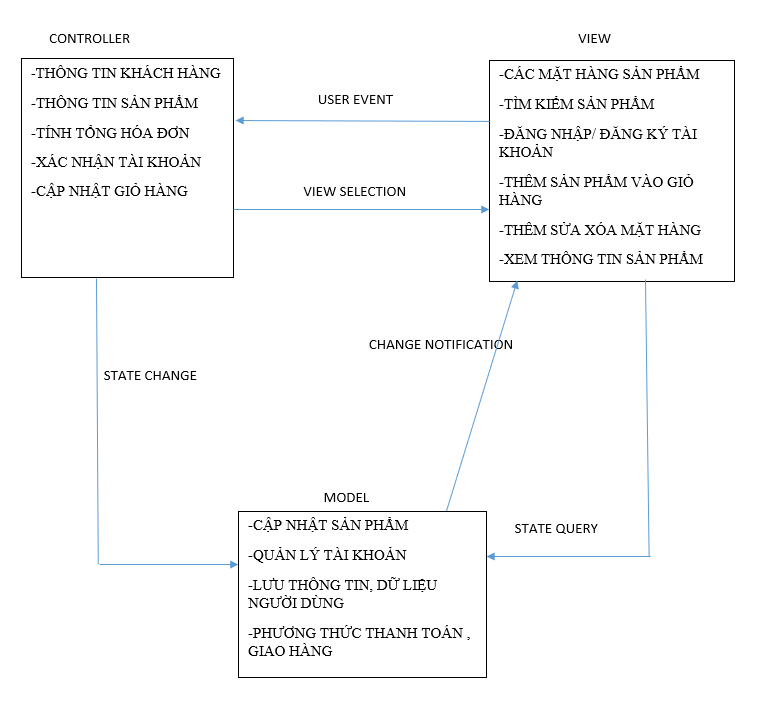 CONTROLLER
-THÔNG TIN KHÁCH HÀNG
-THÔNG TIN SẢN PHẨM
-TÍNH TỔNG HÓA ĐƠN
-XÁC NHẬN TÀI KHOẢN
-CẬP NHẬT GIỎ HÀNG
USER EVENT
VIEW SELECTION
VIEW
-CÁC MẶT HÀNG SẢN PHẨM
-TÌM KIẾM SẢN PHẨM
-ĐĂNG NHẬP/ ĐĂNG KÝ TÀI
KHOẢN
-THÊM SẢN PHẨM VÀO GIỎ
HÀNG
-THÊM SỬA XÓA MẶT HÀNG
-XEM THÔNG TIN SẢN PHẨM
CHANGE NOTIFICATION
STATE CHANGE
MODEL
-CẬP NHẬT SẢN PHẨM
-QUẢN LÝ TÀI KHOẢN
-LƯU THÔNG TIN, DỮ LIỆU
NGƯỜI DÙNG
-PHƯƠNG THỨC THANH TOÁN ,
GIAO HÀNG
STATE QUERY